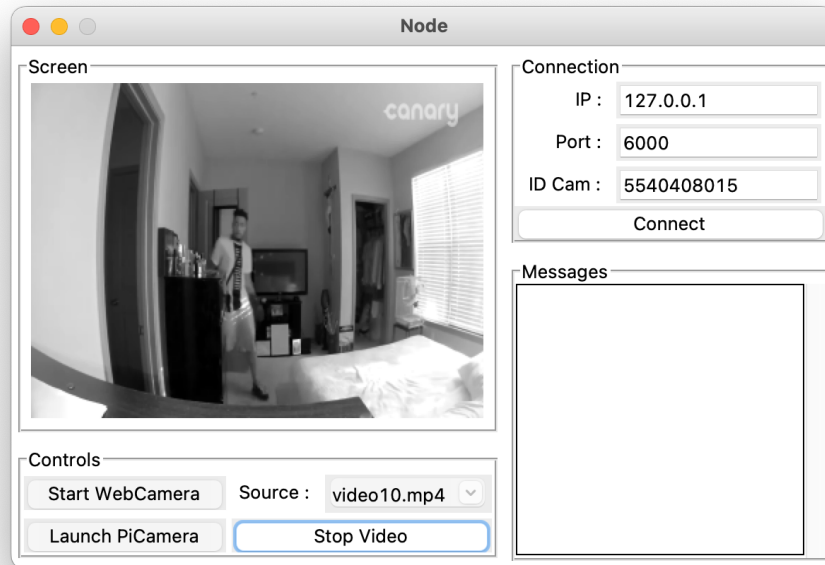 Node
Screen
canary
Controls
Start WebCamera
Source :
video10.mp4
Launch PiCamera
Stop Video
Connection
IP :
127.0.0.1
Port :
6000
ID Cam :
5540408015
Connect
Messages